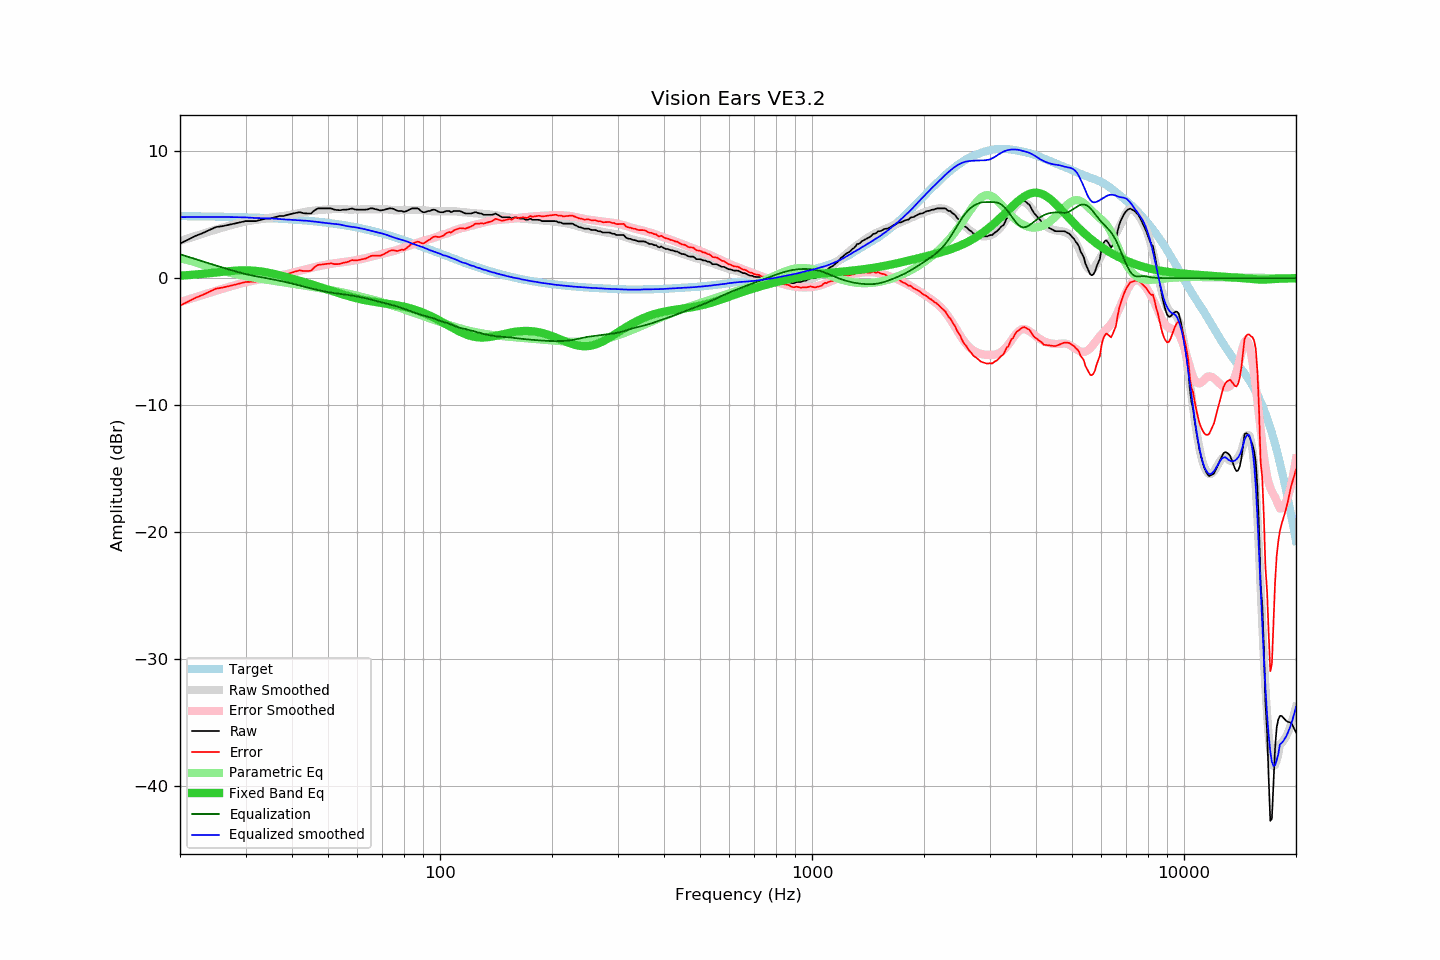 Vision Ears VE3.2
10
0
−10
−20
−30
−40
Amplitude (dBr)
Target
Raw Smoothed
Error Smoothed
Raw
Error
Parametric Eq
Fixed Band Eq
Equalization
Equalized smoothed
100
1000
10000
Frequency (Hz)